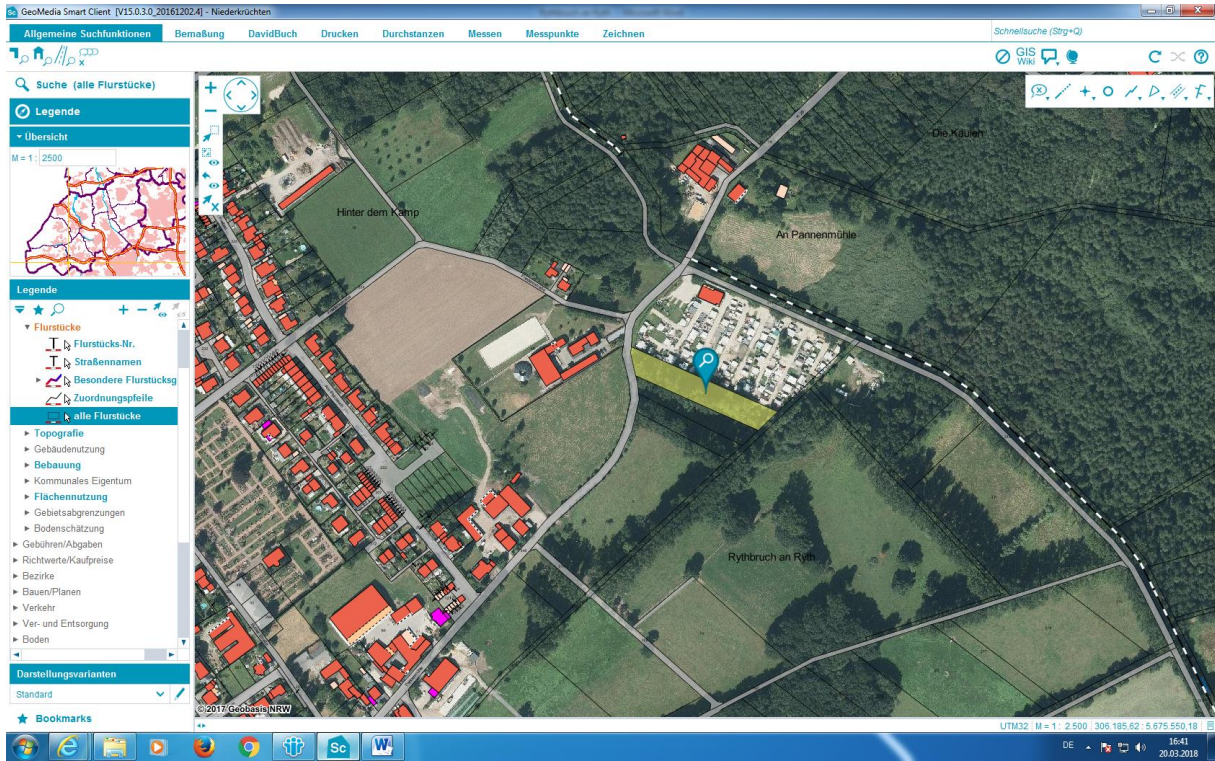 Sc GeoMedia Smart Client [V15.0.3.0_20161202.4] - Niederkrüchten
Allgemeine Suchfunktionen Bemaßung DavidBuch Drucken Durchstanzen Messen Messpunkte Zeichnen Schnellsuche (Strg+Q)
GIS Wiki
Suche (alle Flurstücke)
Legende
Übersicht
M = 1 : 2500
Legende
Flurstücke
Flurstücks-Nr.
Straßennamen
Besondere Flurstücksg
Zuordnungspfeile
alle Flurstücke
Topografie
Gebäudenutzung
Bebauung
Kommunales Eigentum
Flächennutzung
Gebietsabgrenzungen
Bodenschätzung
Gebühren/Abgaben
Richtwerte/Kaufpreise
Bezirke
Bauen/Planen
Verkehr
Ver- und Entsorgung
Boden
Darstellungsvarianten
Standard
Bookmarks
Die Kaulen
Hinter dem Kamp
An Pannenmühle
Rythbruch an Ryth
© 2017 Geobasis NRW
UTM32 M = 1 : 2.500 306.185,62 : 5.675.550,18
Sc
W
DE
16:41
20.03.2018